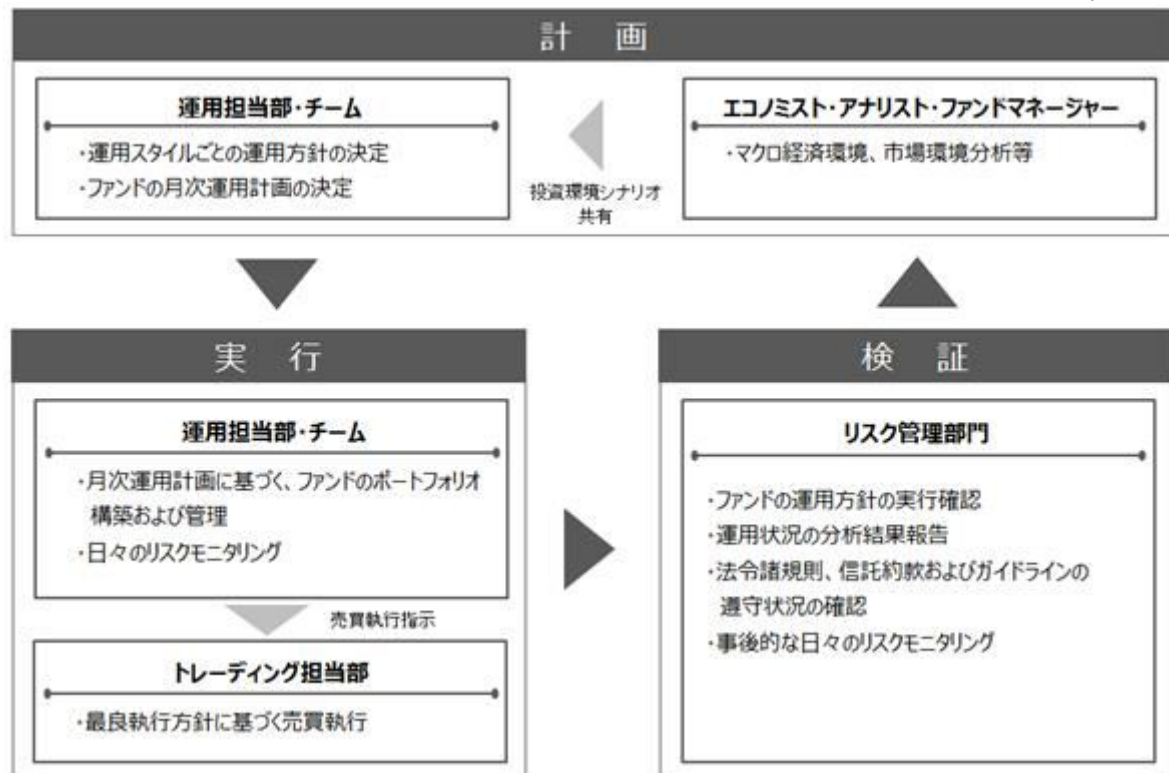 計 画
運用担当部・チーム
・運用スタイルごとの運用方針の決定
・ファンドの月次運用計画の決定
投資環境シナリオ
共有
エコノミスト・アナリスト・ファンドマネージャー
・マクロ経済環境、市場環境分析等
実 行
運用担当部・チーム
・月次運用計画に基づく、ファンドのポートフォリオ
構築および管理
・日々のリスクモニタリング
売買執行指示
トレーディング担当部
・最良執行方針に基づく売買執行
検 証
リスク管理部門
・ファンドの運用方針の実行確認
・運用状況の分析結果報告
・法令諸規則、信託約款およびガイドラインの
遵守状況の確認
・事後的な日々のリスクモニタリング